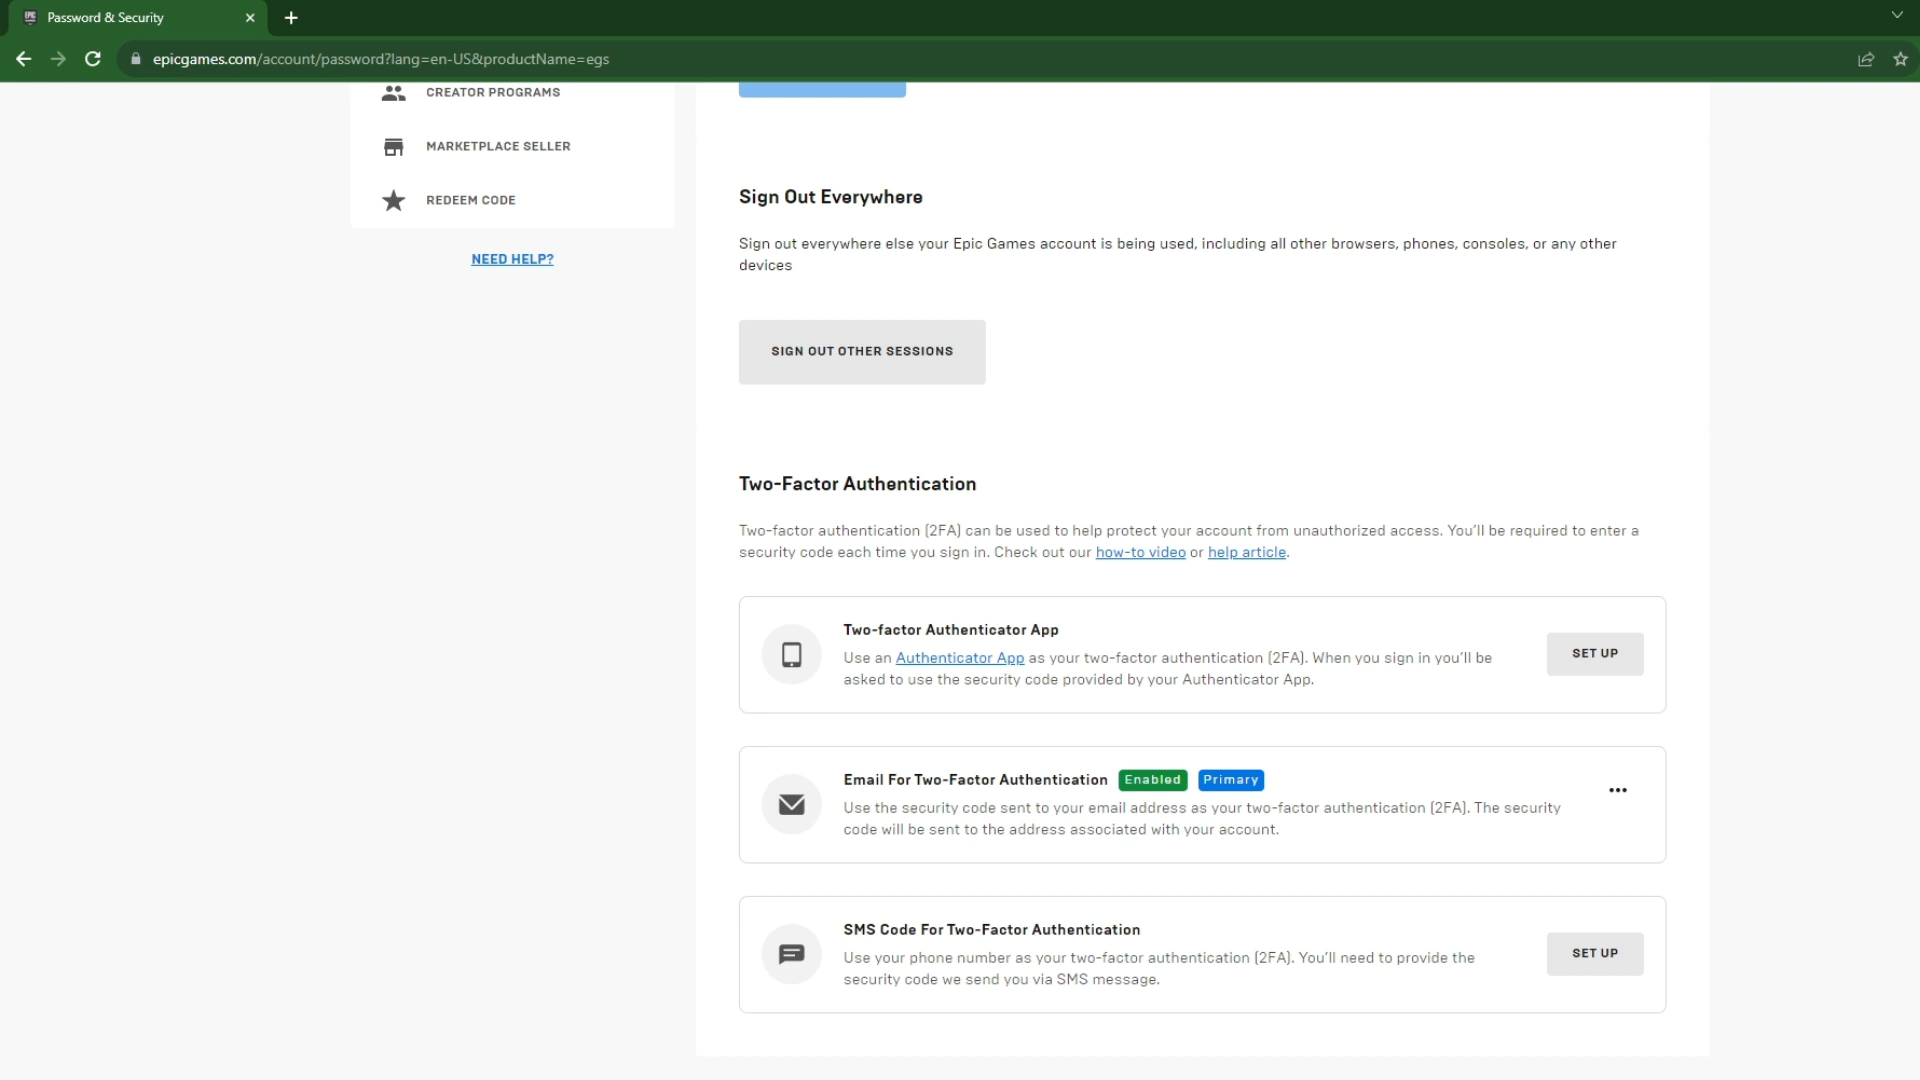 Password & Security
epicgames.com/account/password?lang=en-US&productName=egs
CREATOR PROGRAMS
MARKETPLACE SELLER
REDEEM CODE
NEED HELP?
Sign Out Everywhere
Sign out everywhere else your Epic Games account is being used, including all other browsers, phones, consoles, or any other
devices
SIGN OUT OTHER SESSIONS
Two-Factor Authentication
Two-factor authentication (2FA) can be used to help protect your account from unauthorized access. You'll be required to enter a
security code each time you sign in. Check out our how-to video or help article.
Two-factor Authenticator App
Use an Authenticator App as your two-factor authentication (2FA). When you sign in you'll be
asked to use the security code provided by your Authenticator App.
SET UP
Email For Two-Factor Authentication Enabled Primary
Use the security code sent to your email address as your two-factor authentication (2FA). The security
code will be sent to the address associated with your account.
SMS Code For Two-Factor Authentication
Use your phone number as your two-factor authentication (2FA). You'll need to provide the
security code we send you via SMS message.
SET UP